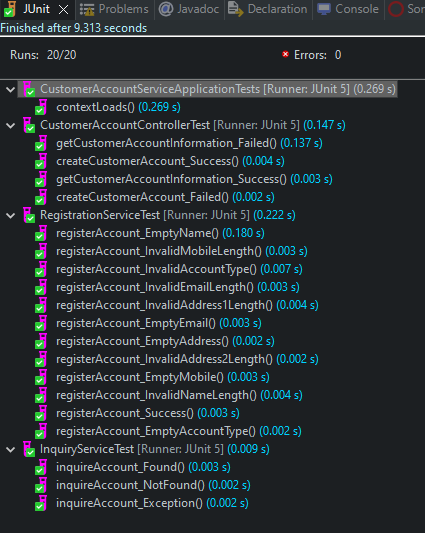 JUnit Problems Javadoc Declaration Console Son
Finished after 9.313 seconds
Runs: 20/20 Errors: 0
CustomerAccountServiceApplicationTests [Runner: JUnit 5] (0.269 s)
contextLoads() (0.269 s)
CustomerAccountControllerTest [Runner: JUnit 5] (0.147 s)
getCustomerAccountInformation_Failed() (0.137 s)
createCustomerAccount_Success() (0.004 s)
getCustomerAccountInformation_Success() (0.003 s)
createCustomerAccount_Failed() (0.002 s)
RegistrationServiceTest [Runner: JUnit 5] (0.222 s)
registerAccount_EmptyName() (0.180 s)
registerAccount_InvalidMobileLength() (0.003 s)
registerAccount_InvalidAccountType() (0.007 s)
registerAccount_InvalidEmailLength() (0.003 s)
registerAccount_InvalidAddress1Length() (0.004 s)
registerAccount_EmptyEmail() (0.003 s)
registerAccount_EmptyAddress() (0.002 s)
registerAccount_InvalidAddress2Length() (0.002 s)
registerAccount_EmptyMobile() (0.003 s)
registerAccount_InvalidNameLength() (0.004 s)
registerAccount_Success() (0.003 s)
registerAccount_EmptyAccountType() (0.002 s)
InquiryServiceTest [Runner: JUnit 5] (0.009 s)
inquireAccount_Found() (0.003 s)
inquireAccount_NotFound() (0.002 s)
inquireAccount_Exception() (0.002 s)